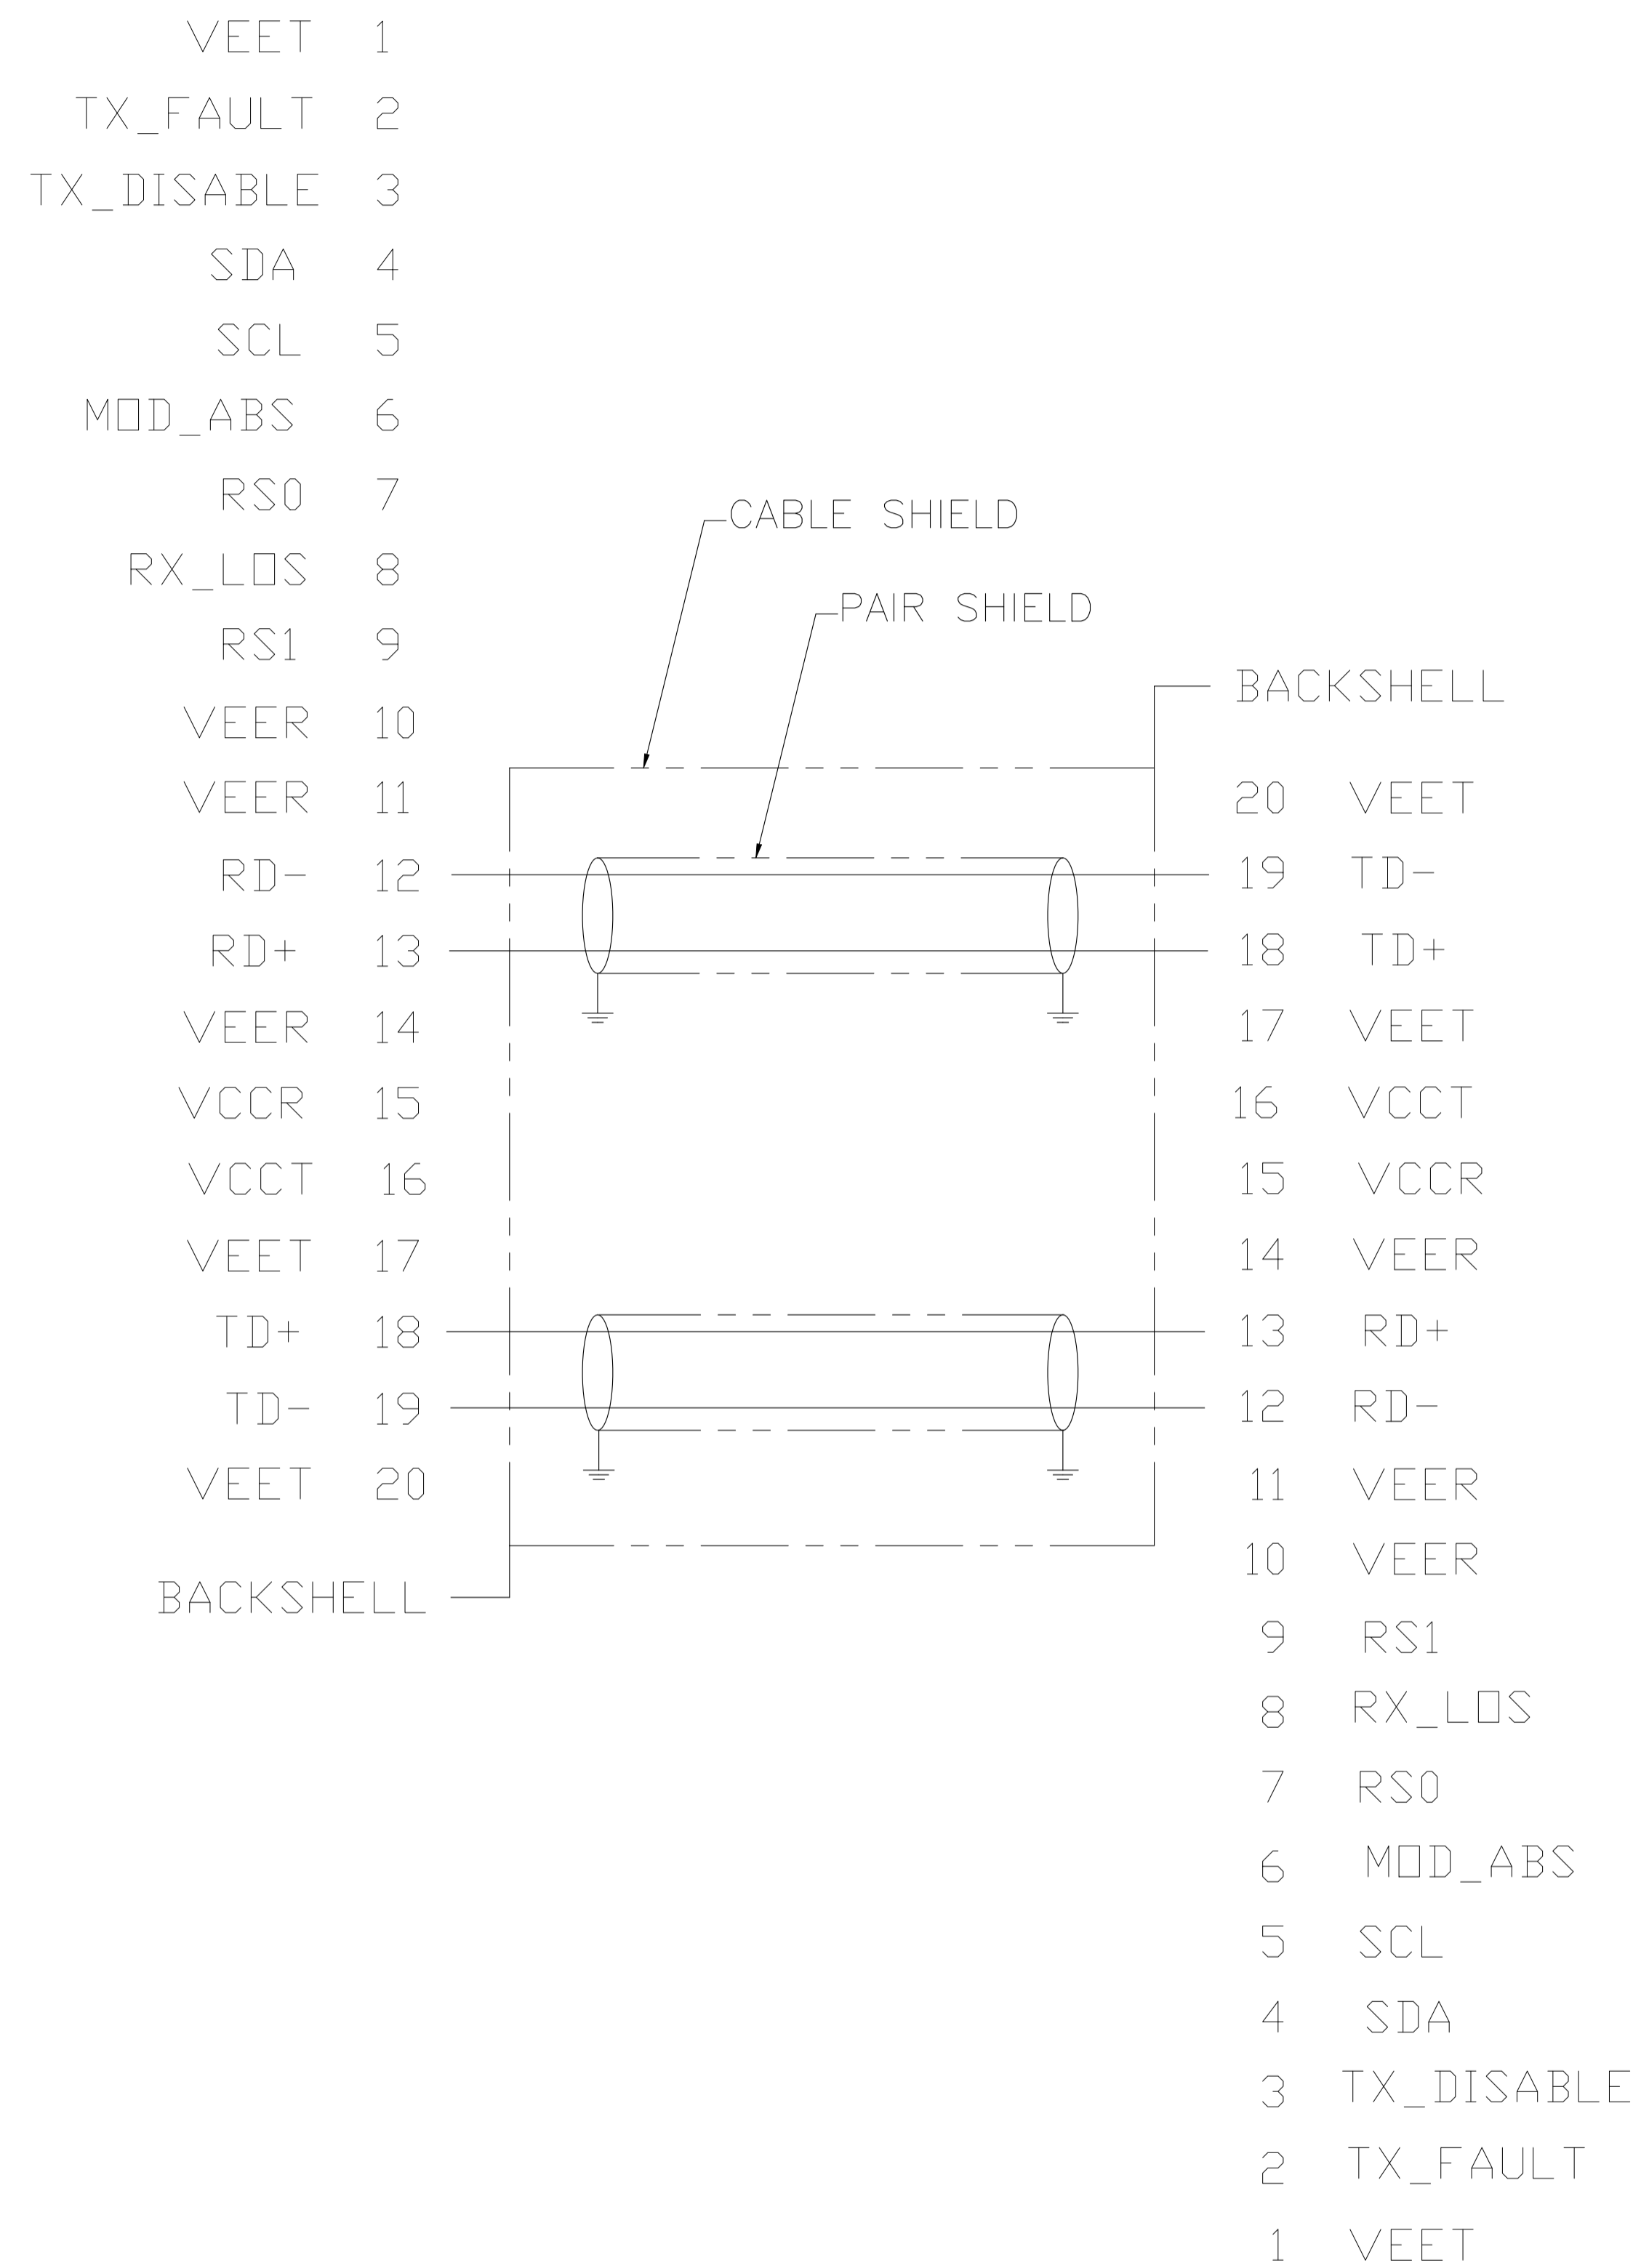 VEET 1
TX_FAULT 2
TX_DISABLE 3
SDA 4
SCL 5
MOD_ABS 6
RS0 7
RX_LOS 8
RS1 9
VEER 10
VEER 11
RD- 12
RD+ 13
VEER 14
VCCR 15
VCCT 16
VEET 17
TD+ 18
TD- 19
VEET 20
BACKSHELL
CABLE SHIELD
PAIR SHIELD
BACKSHELL
20 VEET
19 TD-
18 TD+
17 VEET
16 VCCT
15 VCCR
14 VEER
13 RD+
12 RD-
11 VEER
10 VEER
9 RS1
8 RX_LOS
7 RS0
6 MOD_ABS
5 SCL
4 SDA
3 TX_DISABLE
2 TX_FAULT
1 VEET